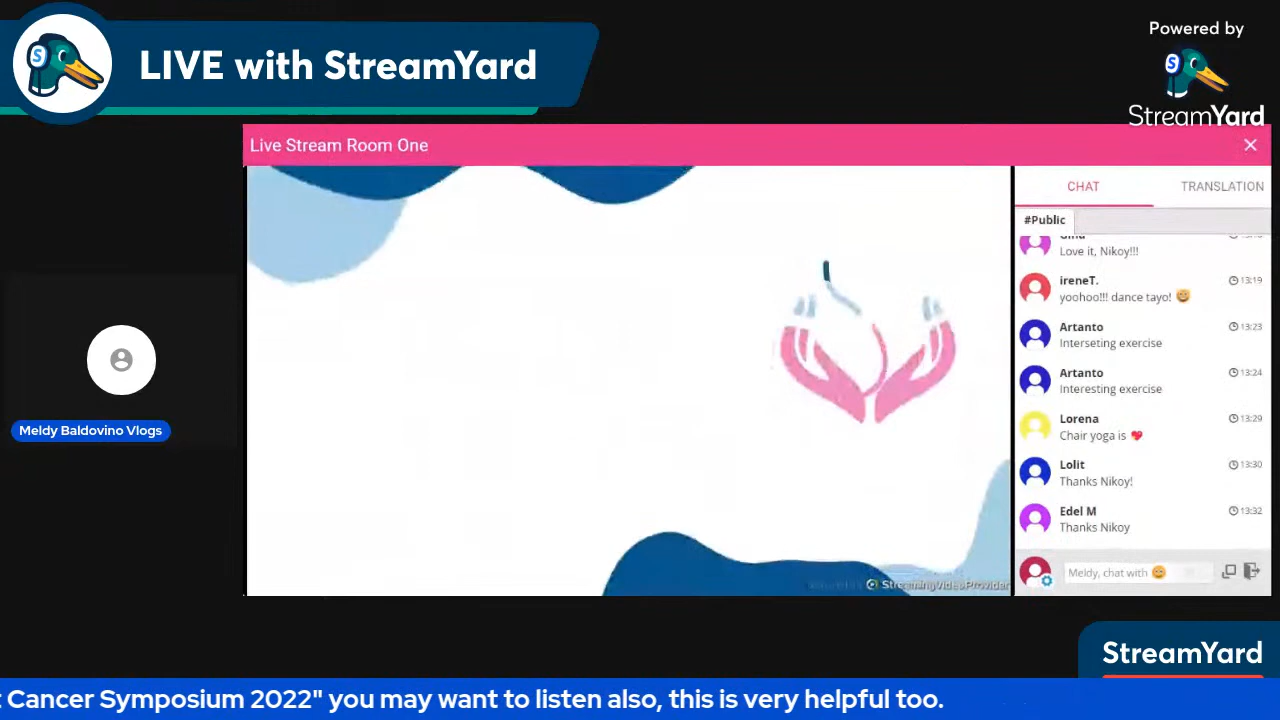 LIVE with StreamYard
Powered by
StreamYard
Live Stream Room One
CHAT
TRANSLATION
#Public
Love it, Nikoy!!!
ireneT.
13:19
yoohoo!!! dance tayo!
Artanto
13:23
Interseting exercise
Artanto
13:24
Interesting exercise
Lorena
13:29
Chair yoga is
Lolit
13:30
Thanks Nikoy!
Edel M
13:32
Thanks Nikoy
Meldy, chat with
Meldy Baldovino Vlogs
StreamingVideoProvider
StreamYard
Cancer Symposium 2022" you may want to listen also, this is very helpful too.